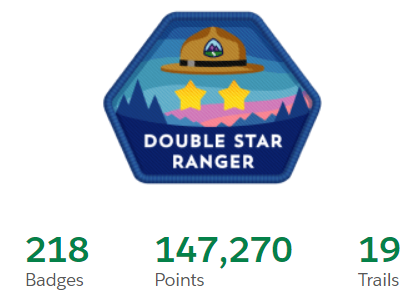 DOUBLE STAR
RANGER
218 147,270 19
Badges Points Trails